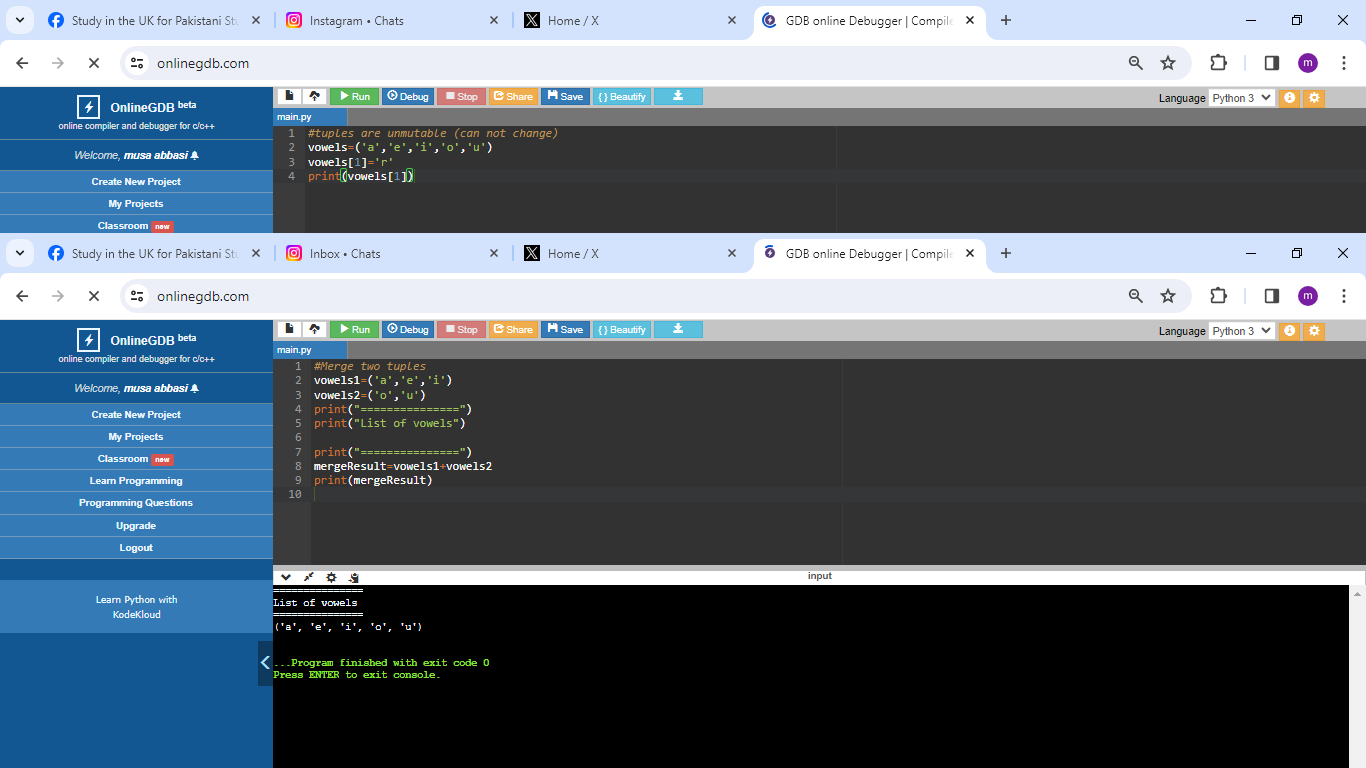 Study in the UK for Pakistani Stu
Instagram • Chats
Home / X
GDB online Debugger | Compile
onlinegdb.com
m
OnlineGDB beta
online compiler and debugger for c/c++
Welcome, musa abbasi
Create New Project
My Projects
Classroom new
Run Debug Stop Share Save {} Beautify
Language Python 3
main.py
1 #tuples are unmutable (can not change)
2 vowels=('a','e','i','o','u')
3 vowels[1]='r'
4 print(vowels[1])
Study in the UK for Pakistani Stu
Inbox • Chats
Home / X
GDB online Debugger | Compile
onlinegdb.com
m
OnlineGDB beta
online compiler and debugger for c/c++
Welcome, musa abbasi
Create New Project
My Projects
Classroom new
Learn Programming
Programming Questions
Upgrade
Logout
Learn Python with
KodeKloud
Run Debug Stop Share Save {} Beautify
Language Python 3
main.py
1 #Merge two tuples
2 vowels1=('a','e','i')
3 vowels2=('o','u')
4 print("===============")
5 print("List of vowels")
6
7 print("===============")
8 mergeResult=vowels1+vowels2
9 print(mergeResult)
10
input
===============
List of vowels
===============
('a', 'e', 'i', 'o', 'u')
...Program finished with exit code 0
Press ENTER to exit console.